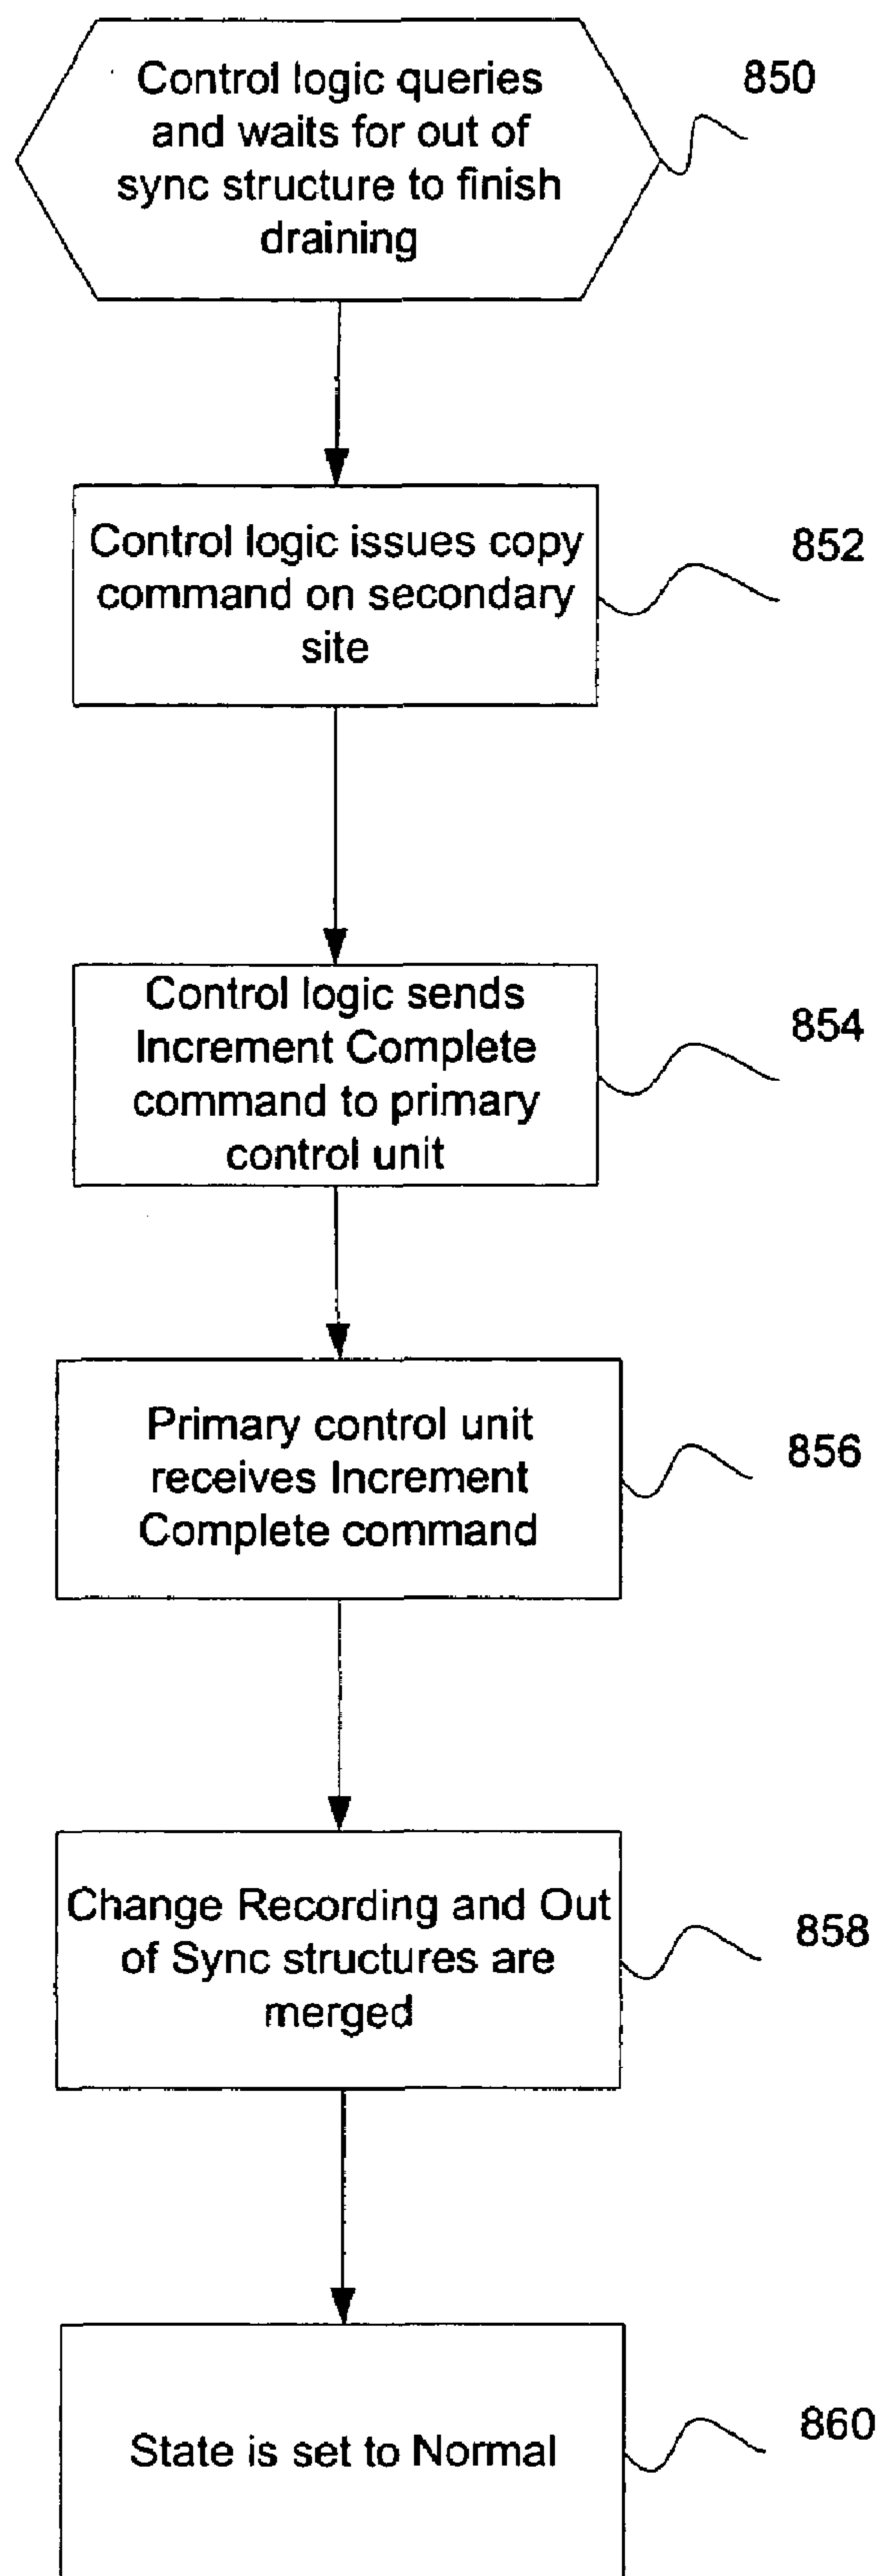 Control logic queries
and waits for out of
sync structure to finish
draining
850
Control logic issues copy
command on secondary
site
852
Control logic sends
Increment Complete
command to primary
control unit
854
Primary control unit
receives Increment
Complete command
856
Change Recording and Out
of Sync structures are
merged
858
State is set to Normal
860